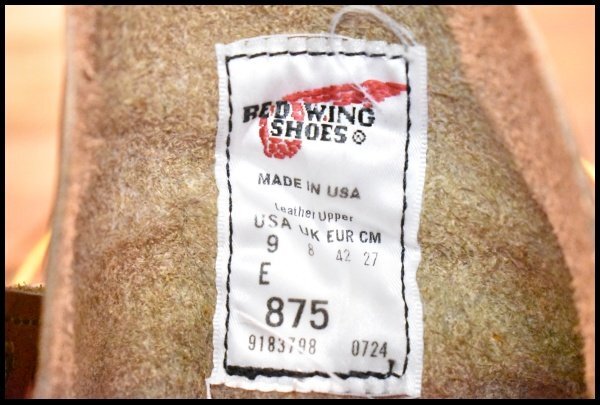 RED WING
SHOES ®
MADE IN USA
Leather Upper
USA UK EUR CM
9 8 42 27
E
875
9183798 0724